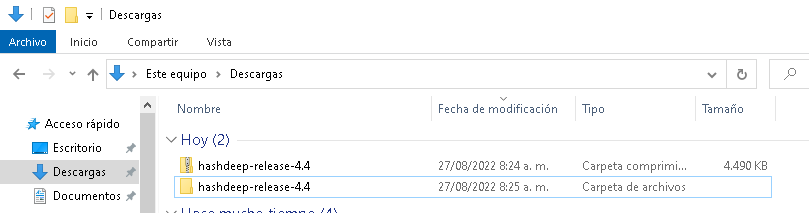 Descargas
Archivo Inicio Compartir Vista
Este equipo Descargas
Nombre Fecha de modificación Tipo Tamaño
Acceso rápido
Escritorio
Descargas
Documentos
Hoy (2)
hashdeep-release-4.4 27/08/2022 8:24 a. m. Carpeta comprimi... 4.490 KB
hashdeep-release-4.4 27/08/2022 8:25 a. m. Carpeta de archivos
Hace mucho tiempo (4)